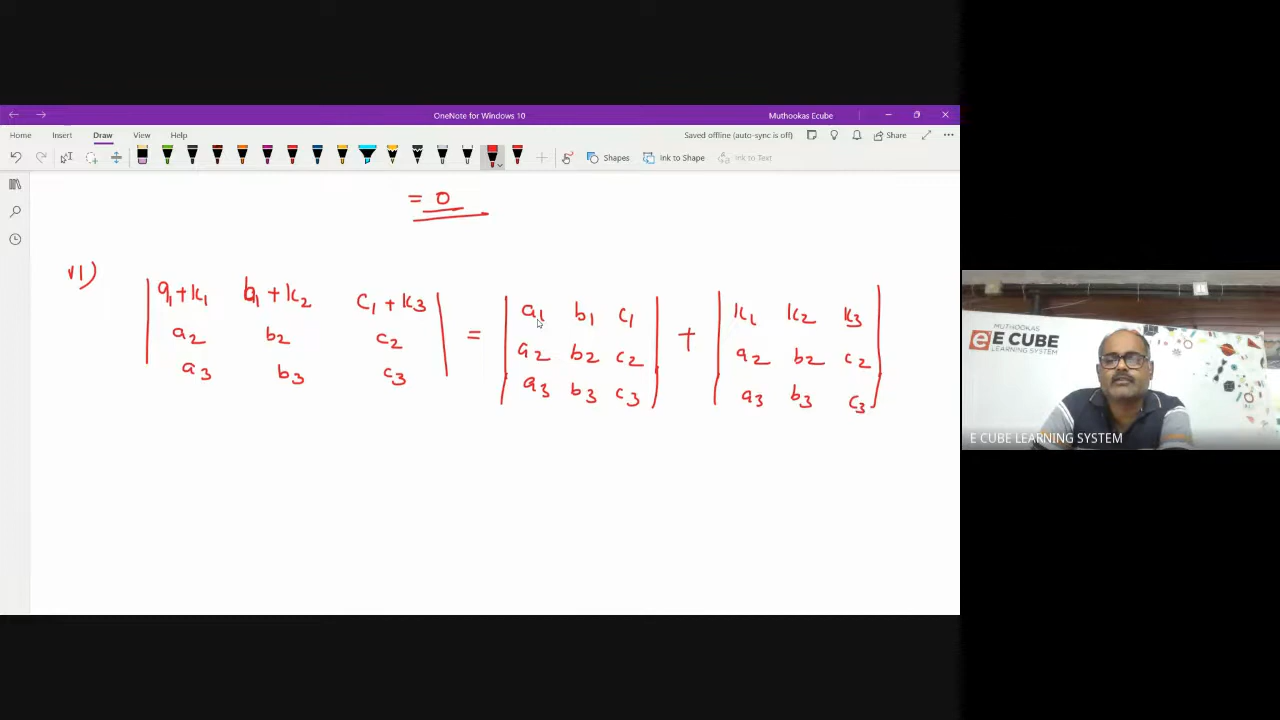 OneNote for Windows 10
Muthookas Ecube
Home Insert Draw View Help
Saved offline (auto-sync is off)
Share
Shapes
Ink to Shape
Ink to Text
= 0
VI)
| a₁+k₁ b₁+k₂ c₁+k₃ | = | a₁ b₁ c₁ | + | k₁ k₂ k₃ |
| a₂ b₂ c₂ | | a₂ b₂ c₂ | | a₂ b₂ c₂ |
| a₃ b₃ c₃ | | a₃ b₃ c₃ | | a₃ b₃ c₃ |
MUTHOOKAS
e E CUBE
LEARNING SYSTEM
E CUBE LEARNING SYSTEM